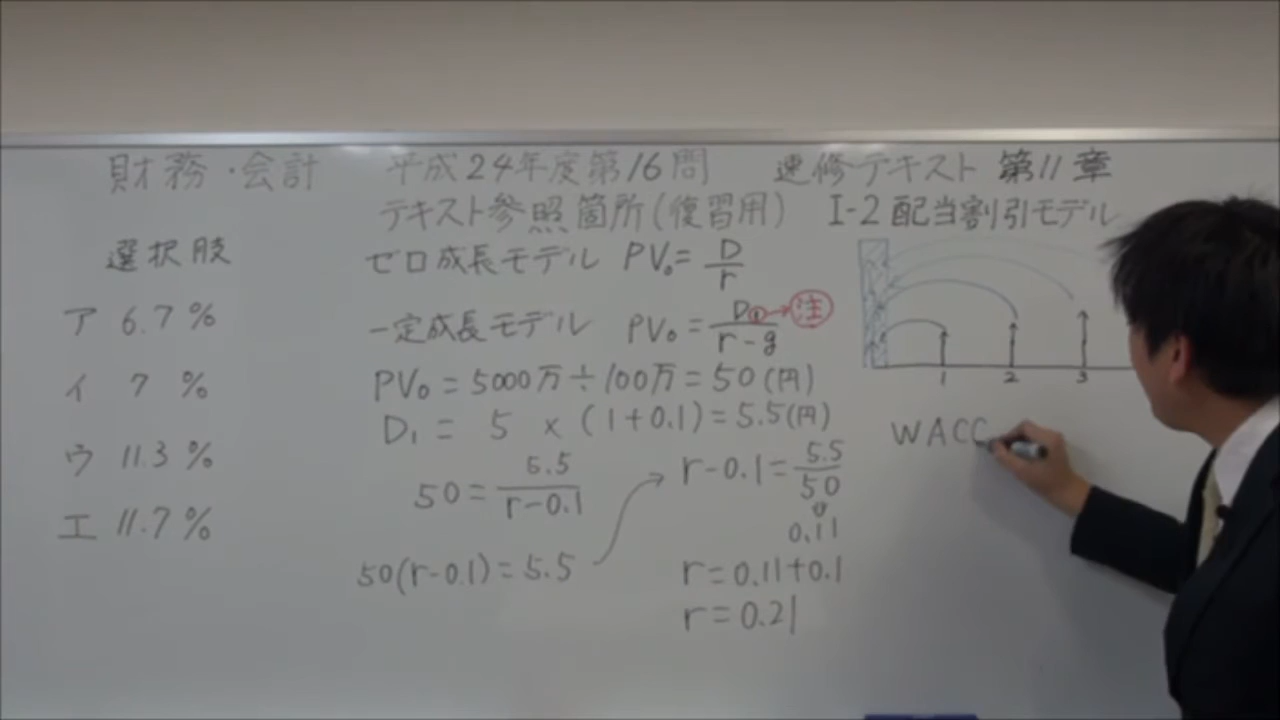 財務・会計 平成24年度第16問 速修テキスト 第11章
テキスト参照箇所(復習用) I-2 配当割引モデル
選択肢
ア 6.7%
イ 7 %
ウ 11.3%
エ 11.7%
ゼロ成長モデル PV₀= D/r
一定成長モデル PV₀= D₁/r-g → 注
PV₀=5000万÷100万=50(円)
D₁= 5 ×(1+0.1)=5.5(円)
50= 5.5/r-0.1
50(r-0.1)=5.5
r-0.1= 5.5/50
0.11
r=0.11+0.1
r=0.21
1 2 3
WACC